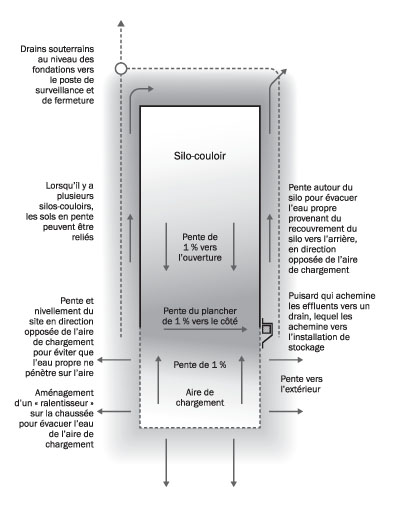 Drains souterrains
au niveau des
fondations vers
le poste de
surveillance et
de fermeture
Silo-couloir
Lorsqu'il y a
plusieurs
silos-couloirs,
les sols en pente
peuvent être
reliés
Pente de
1 % vers
l'ouverture
Pente autour du
silo pour évacuer
l'eau propre
provenant du
recouvrement du
silo vers l'arrière,
en direction
opposée de l'aire
de chargement
Pente et
nivellement du
site en direction
opposée de l'aire
de chargement
pour éviter que
l'eau propre ne
pénètre sur l'aire
Pente du plancher
de 1 % vers le côté
Puisard qui achemine
les effluents vers un
drain, lequel les
achemine vers
l'installation de
stockage
Pente de 1 %
Aire de
chargement
Pente vers
l'extérieur
Aménagement
d'un « ralentisseur »
sur la chaussée
pour évacuer l'eau
de l'aire de
chargement